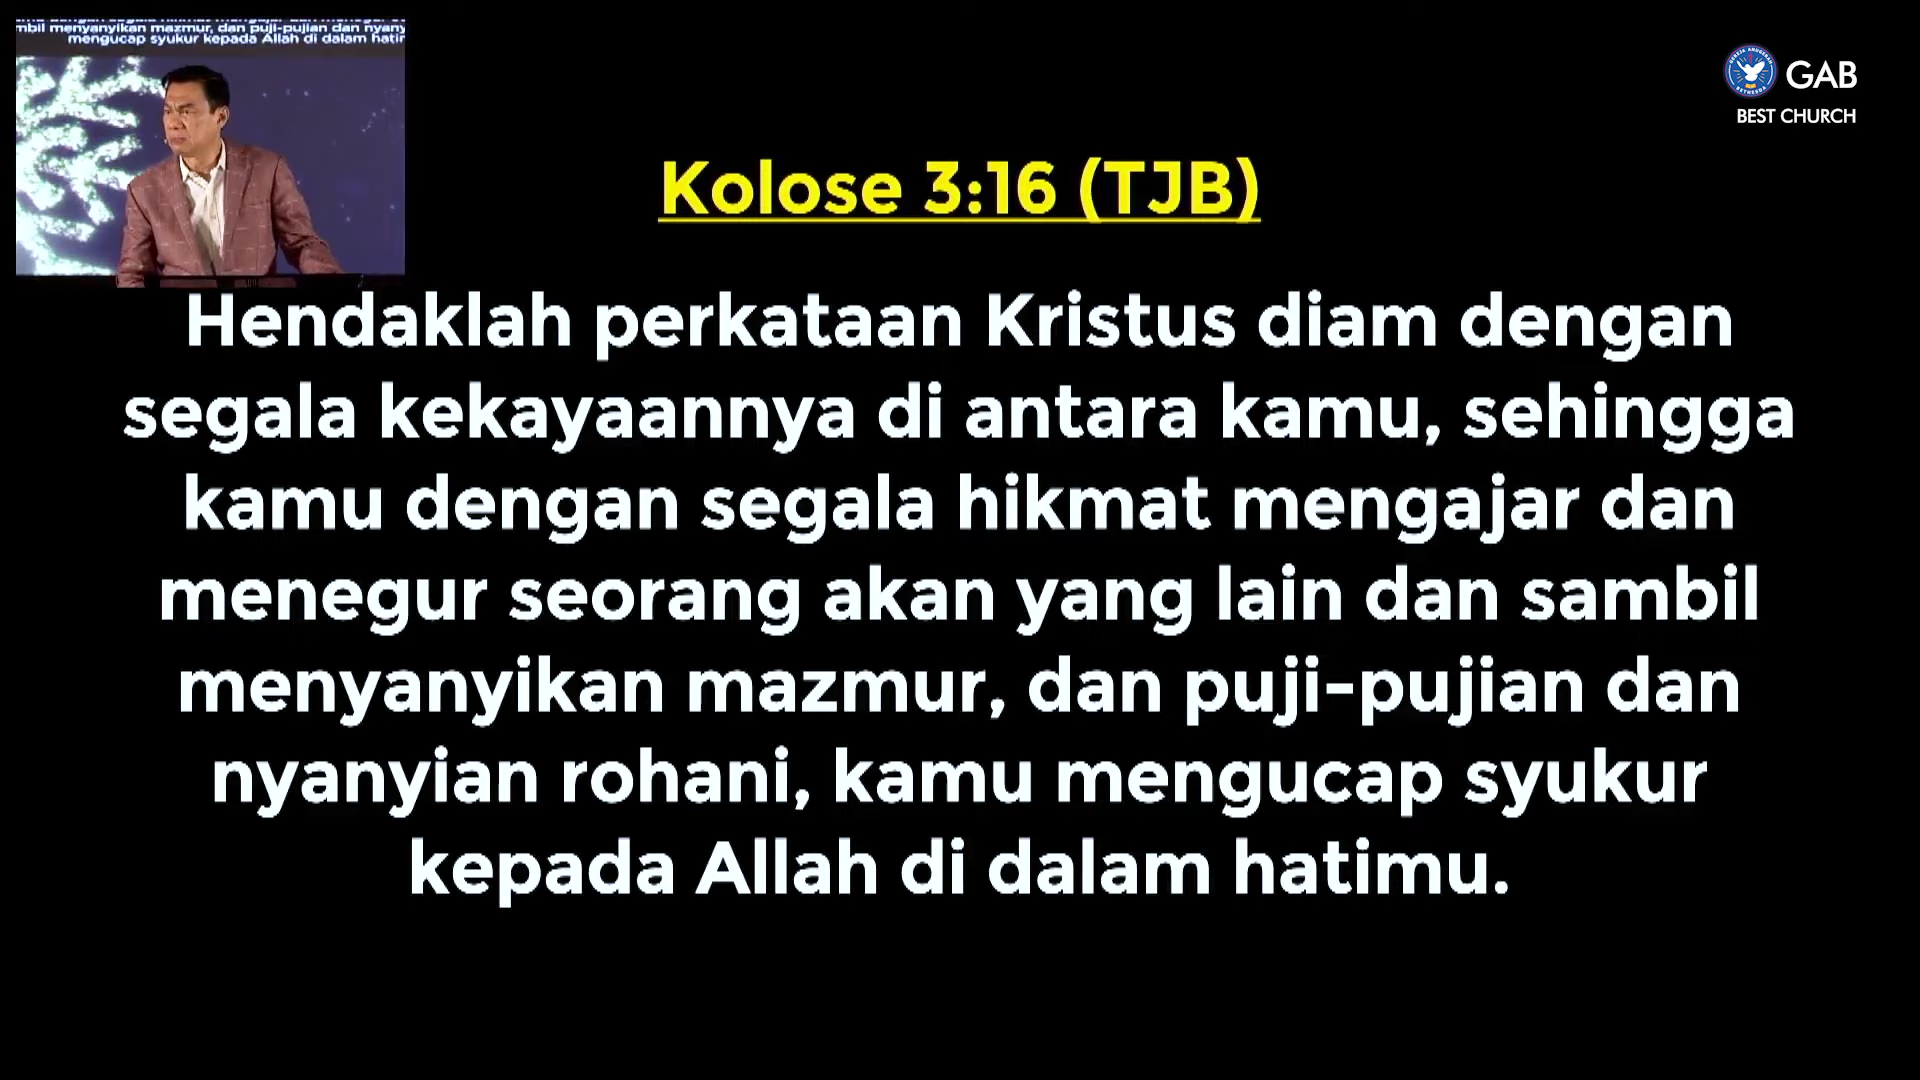 mbil menyanyikan mazmur, dan puji-pujian dan nyany
mengucap syukur kepada Allah di dalam hatir
GAB
BEST CHURCH
Kolose 3:16 (TJB)
Hendaklah perkataan Kristus diam dengan
segala kekayaannya di antara kamu, sehingga
kamu dengan segala hikmat mengajar dan
menegur seorang akan yang lain dan sambil
menyanyikan mazmur, dan puji-pujian dan
nyanyian rohani, kamu mengucap syukur
kepada Allah di dalam hatimu.